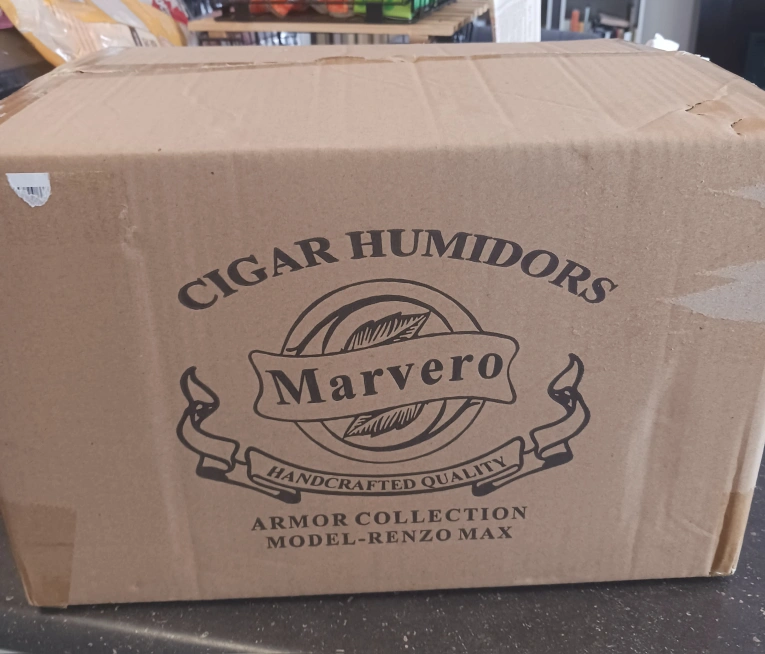 CIGAR HUMIDORS
Marvero
HANDCRAFTED QUALITY
ARMOR COLLECTION
MODEL-RENZO MAX